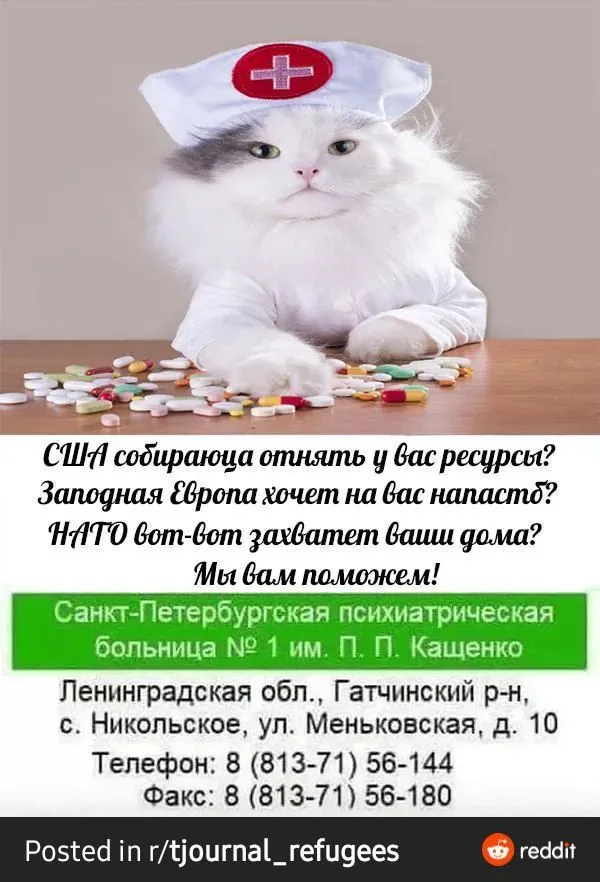 США собираюца отнять у вас ресурсы?
Заподная Европа хочет на вас напастб?
НАТО вот-вот захватет ваши дома?
Мы вам поможем!
Санкт-Петербургская психиатрическая
больница № 1 им. П. П. Кащенко
Ленинградская обл., Гатчинский р-н,
с. Никольское, ул. Меньковская, д. 10
Телефон: 8 (813-71) 56-144
Факс: 8 (813-71) 56-180
Posted in r/tjournal_refugees
reddit